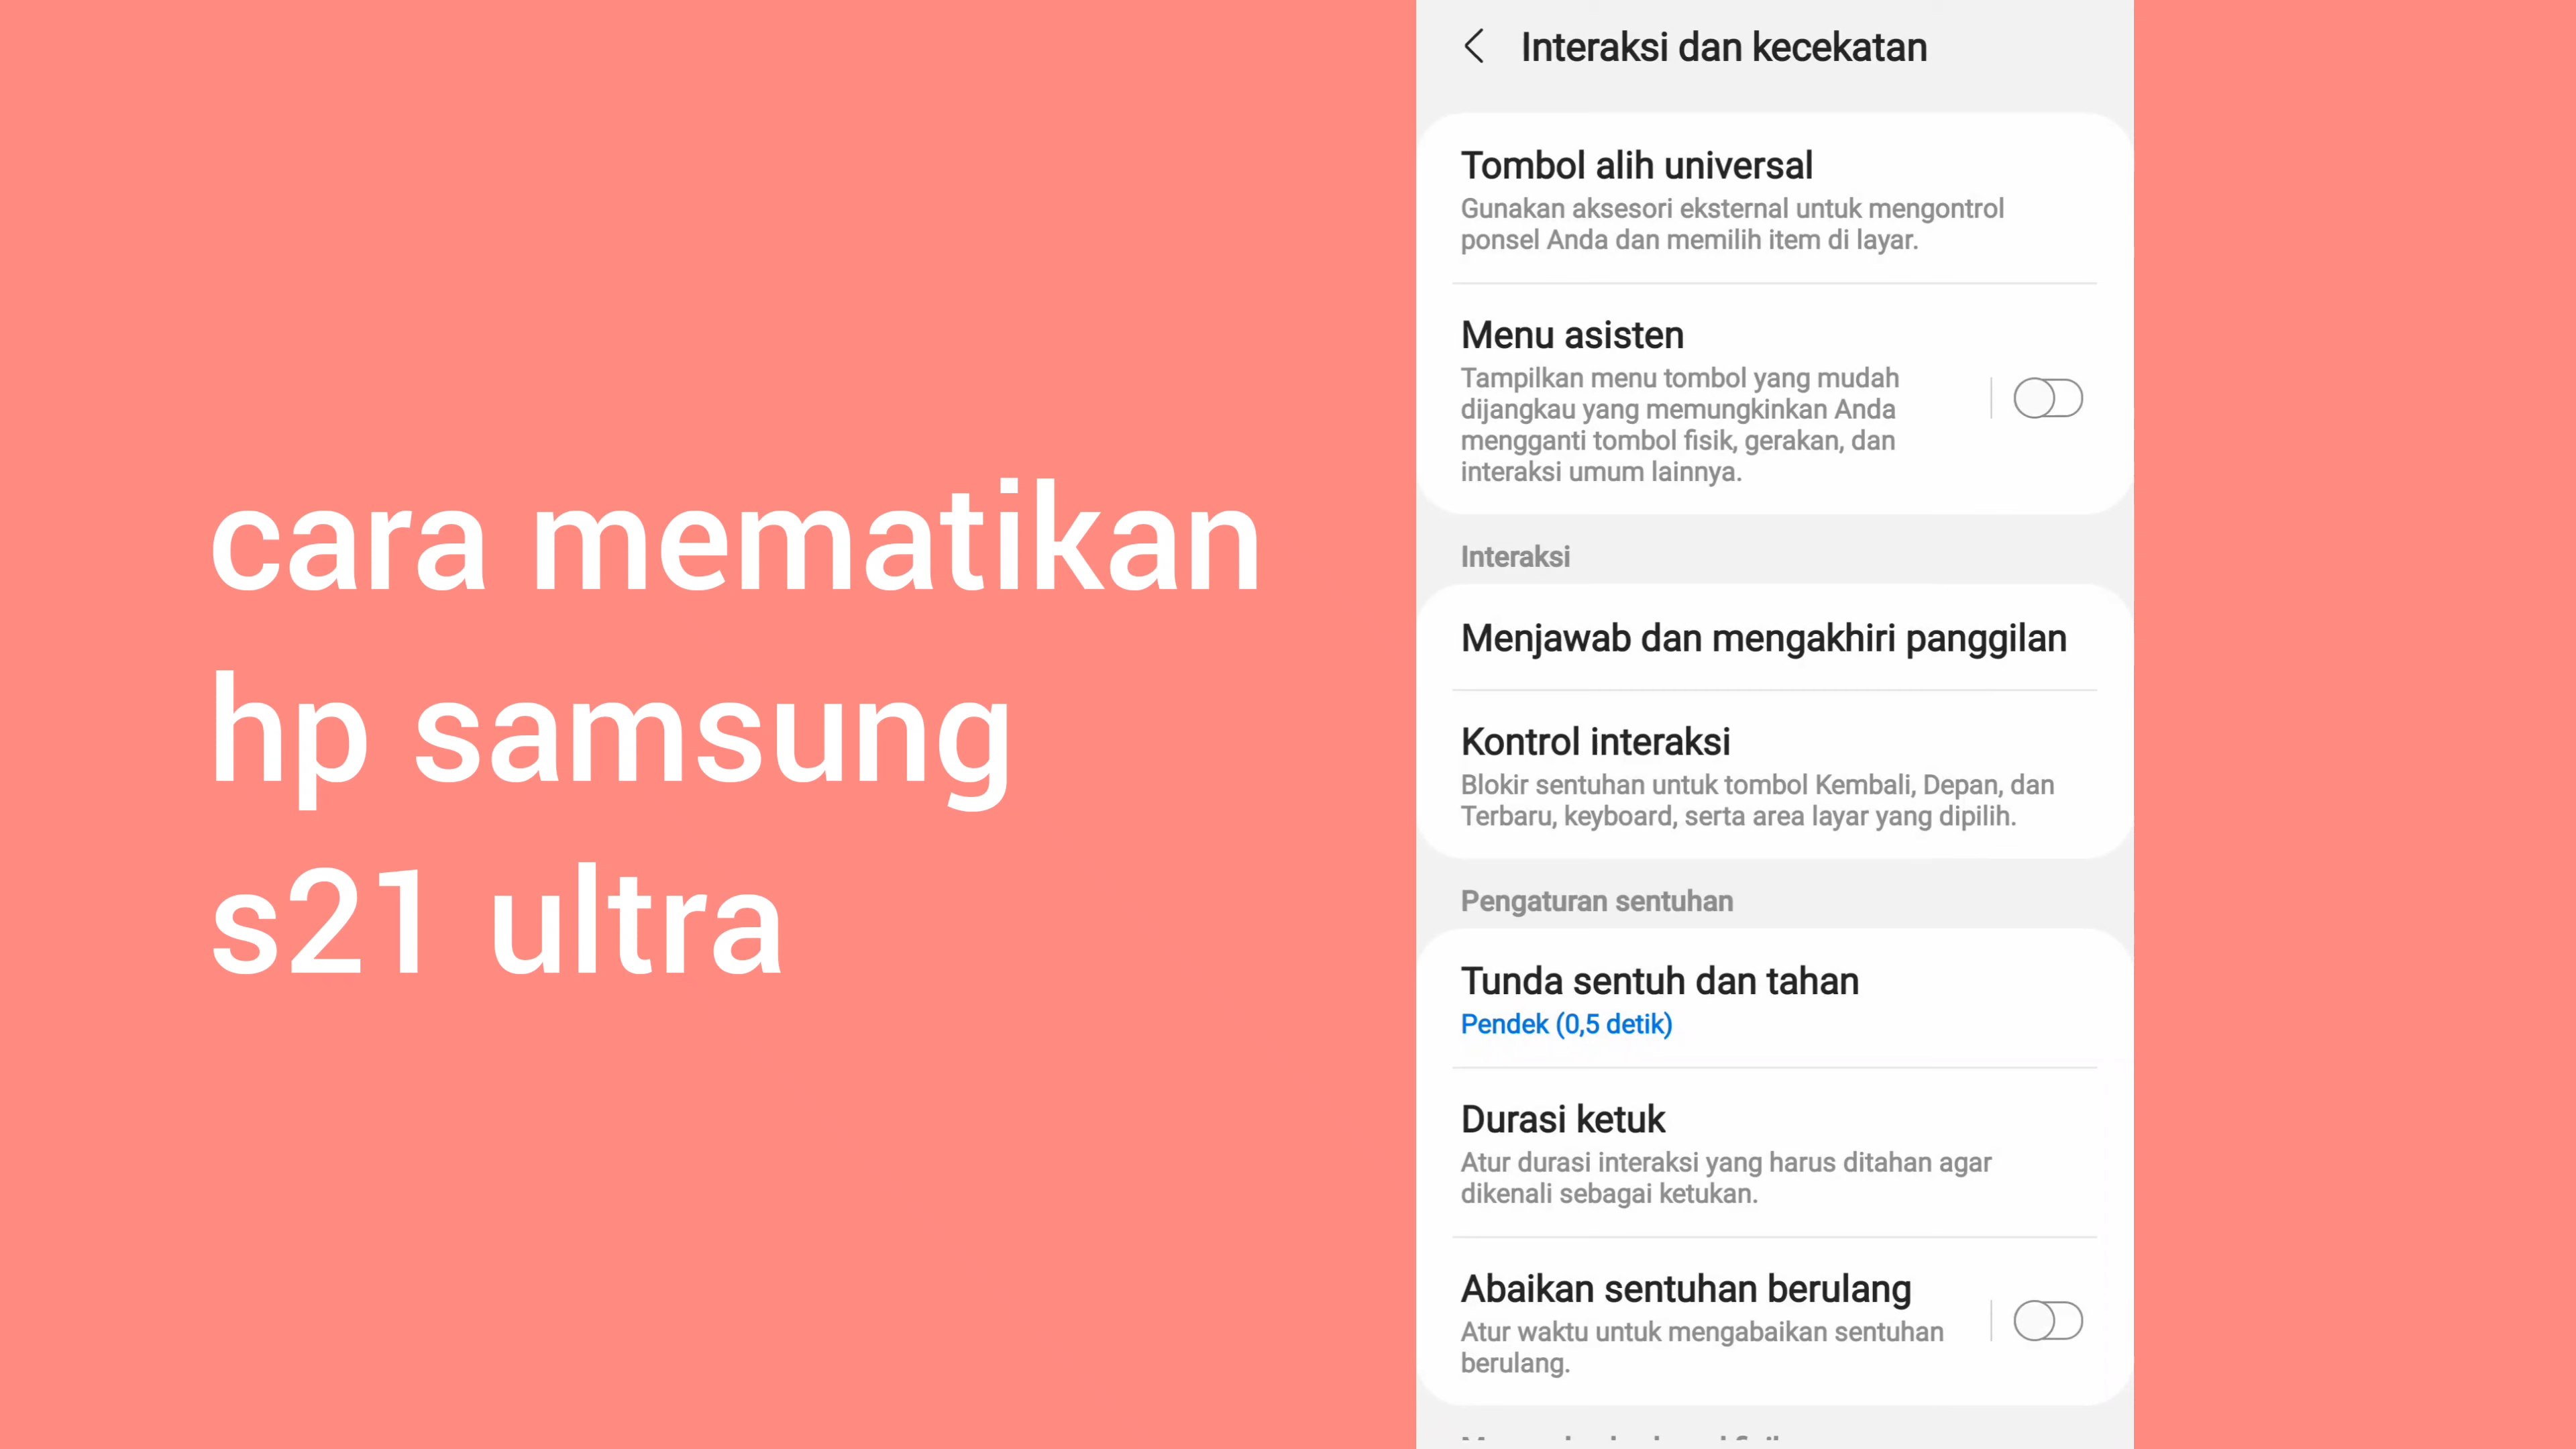 cara mematikan
hp samsung
s21 ultra
Interaksi dan kecekatan
Tombol alih universal
Gunakan aksesori eksternal untuk mengontrol
ponsel Anda dan memilih item di layar.
Menu asisten
Tampilkan menu tombol yang mudah
dijangkau yang memungkinkan Anda
mengganti tombol fisik, gerakan, dan
interaksi umum lainnya.
Interaksi
Menjawab dan mengakhiri panggilan
Kontrol interaksi
Blokir sentuhan untuk tombol Kembali, Depan, dan
Terbaru, keyboard, serta area layar yang dipilih.
Pengaturan sentuhan
Tunda sentuh dan tahan
Pendek (0,5 detik)
Durasi ketuk
Atur durasi interaksi yang harus ditahan agar
dikenali sebagai ketukan.
Abaikan sentuhan berulang
Atur waktu untuk mengabaikan sentuhan
berulang.